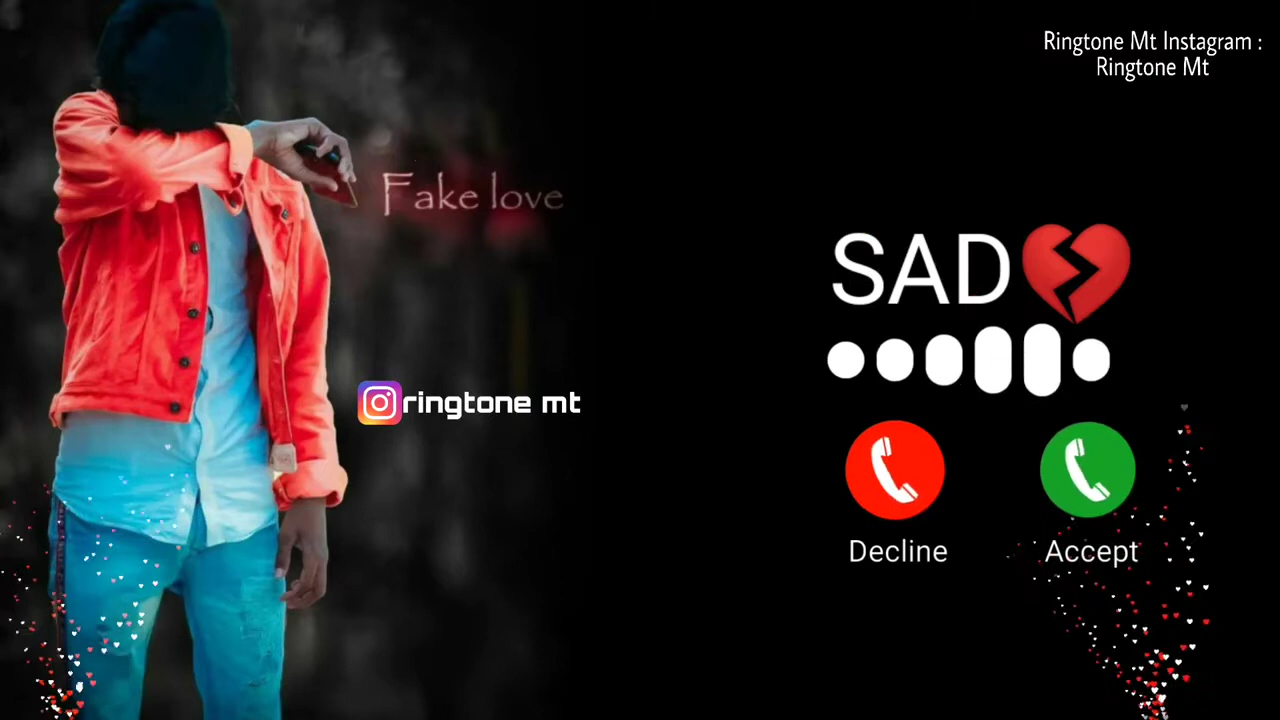 Ringtone Mt Instagram :
Ringtone Mt
Fake love
SAD💔
ringtone mt
Decline
Accept